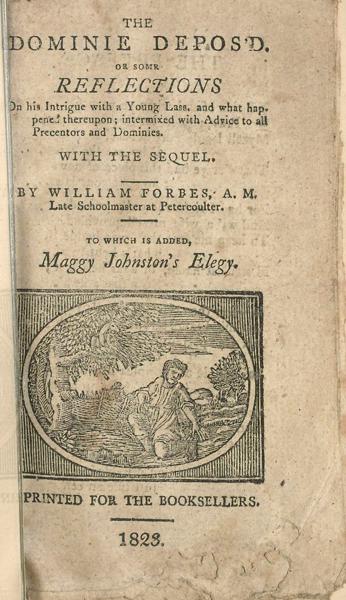 THE
DOMINIE DEPOS'D.
OR SOME
REFLECTIONS
On his Intrigue with a Young Lass, and what hap-
pened thereupon; intermixed with Advice to all
Precentors and Dominies.
WITH THE SEQUEL.
BY WILLIAM FORBES, A. M.
Late Schoolmaster at Petercoulter.
TO WHICH IS ADDED,
Maggy Johnston's Elegy.
PRINTED FOR THE BOOKSELLERS.
1823.